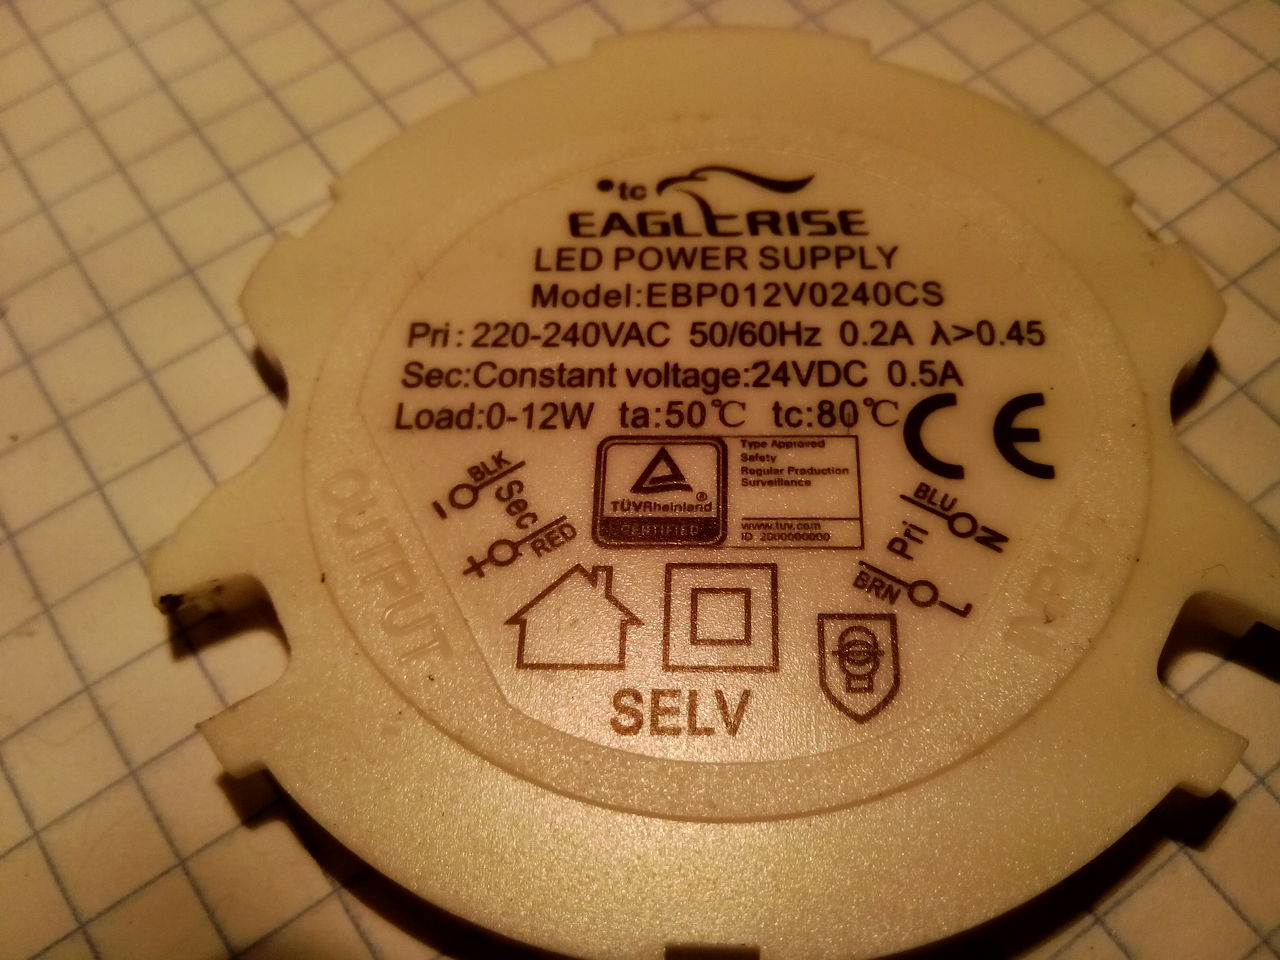 tc
EAGLERISE
LED POWER SUPPLY
Model:EBP012V0240CS
Pri: 220-240VAC 50/60Hz 0.2A λ>0.45
Sec:Constant voltage:24VDC 0.5A
Load:0-12W ta:50℃ tc:80℃
CE
TÜVRheinland®
CERTIFIED
Type Approved
Safety
Regular Production
Surveillance
www.tuv.com
ID 2000000000
- BLK
Sec
+ RED
BLU N
Pri
BRN L
OUTPUT
INPUT
SELV